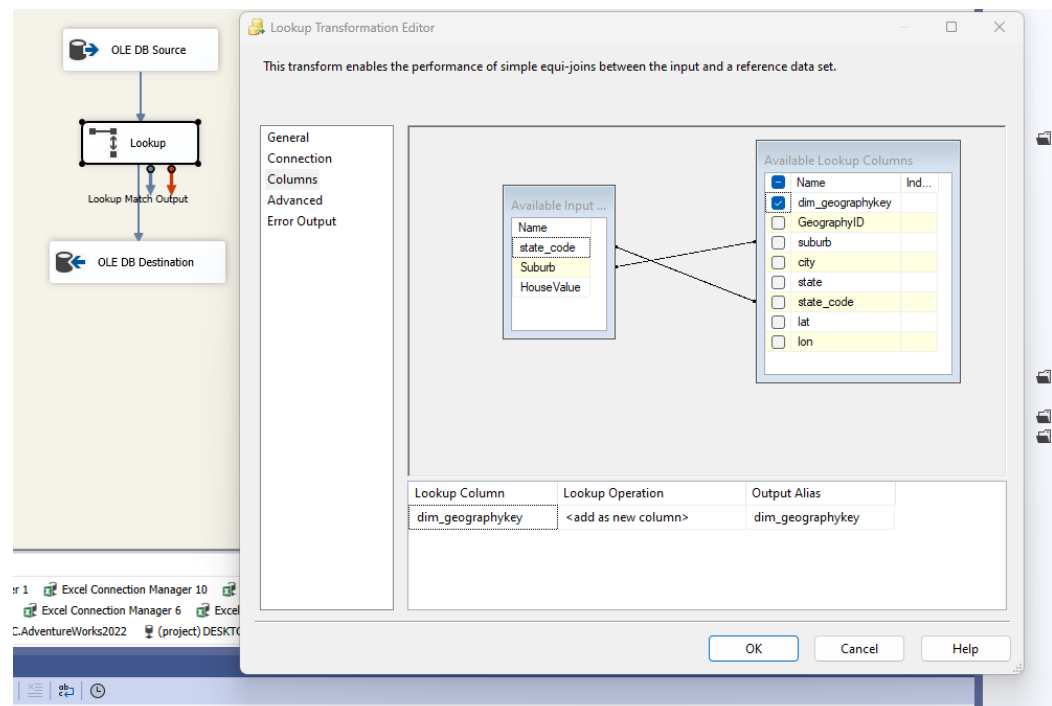 OLE DB Source
Lookup
Lookup Match Output
OLE DB Destination
Lookup Transformation Editor
This transform enables the performance of simple equi-joins between the input and a reference data set.
General
Connection
Columns
Advanced
Error Output
Available Input ...
Name
state_code
Suburb
HouseValue
Available Lookup Columns
Name Ind...
dim_geographykey
GeographyID
suburb
city
state
state_code
lat
lon
Lookup Column Lookup Operation Output Alias
dim_geographykey <add as new column> dim_geographykey
er 1 Excel Connection Manager 10
Excel Connection Manager 6 Excel
C.AdventureWorks2022 (project) DESKTO
OK Cancel Help